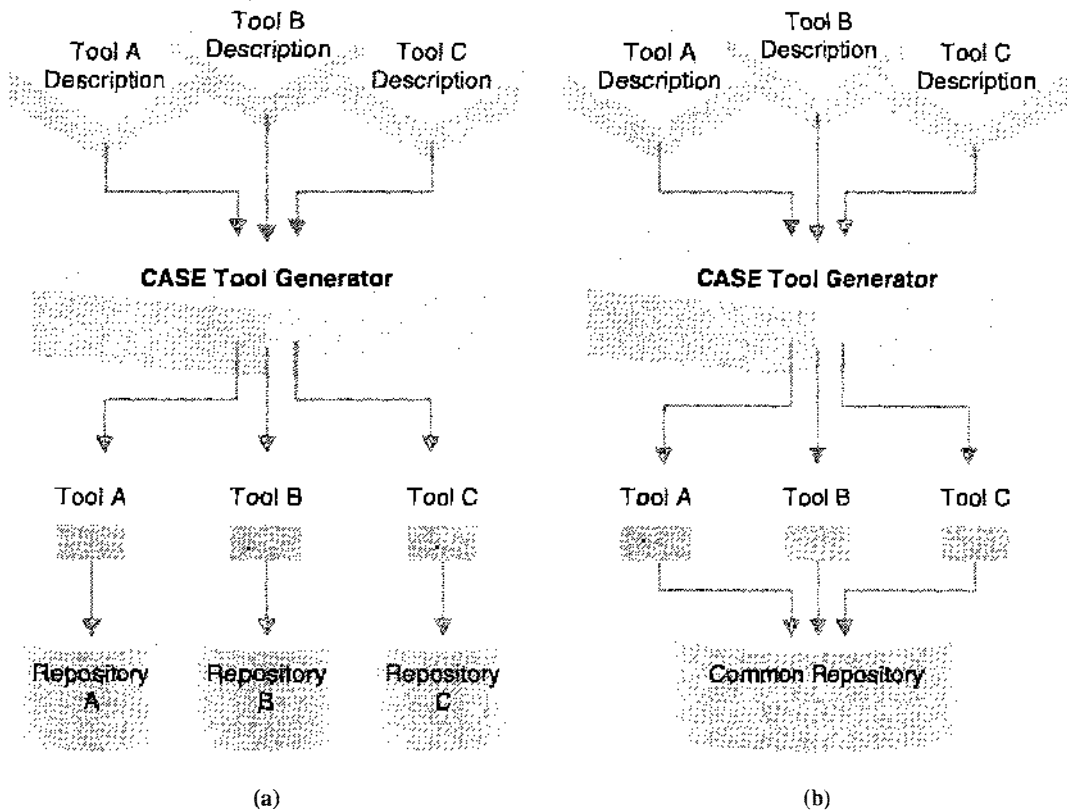 Tool A
Description
Tool B
Description
Tool C
Description
CASE Tool Generator
Tool A
Tool B
Tool C
Repository
A
Repository
B
Repository
C
(a)
Tool A
Description
Tool B
Description
Tool C
Description
CASE Tool Generator
Tool A
Tool B
Tool C
Common Repository
(b)